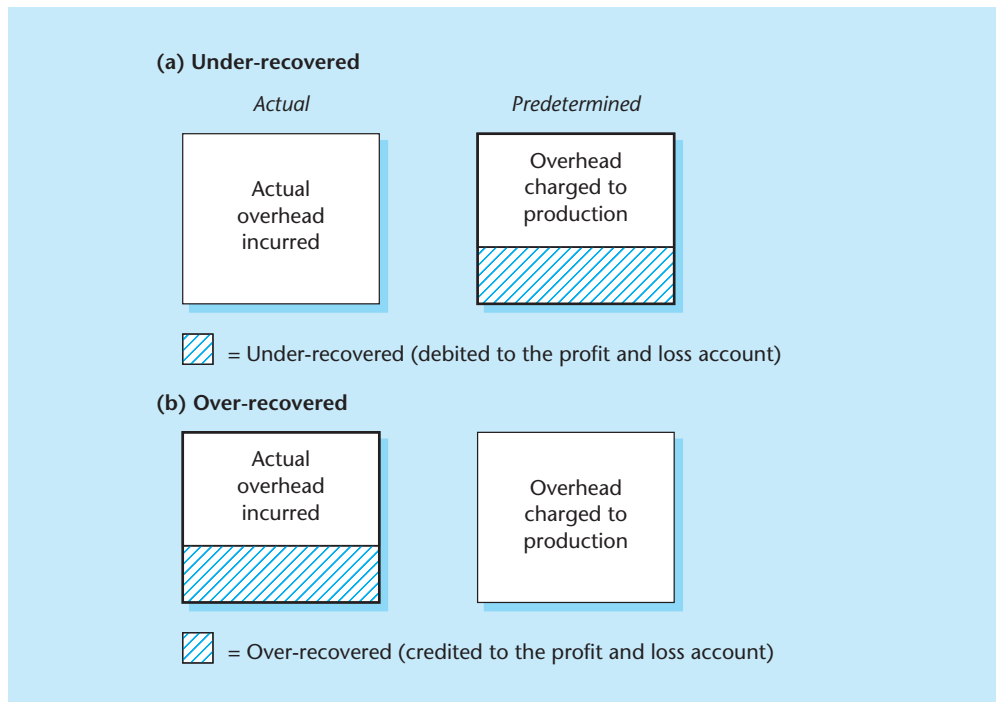 (a) Under-recovered
Actual
Predetermined
Actual
overhead
incurred
Overhead
charged to
production
= Under-recovered (debited to the profit and loss account)
(b) Over-recovered
Actual
overhead
incurred
Overhead
charged to
production
= Over-recovered (credited to the profit and loss account)